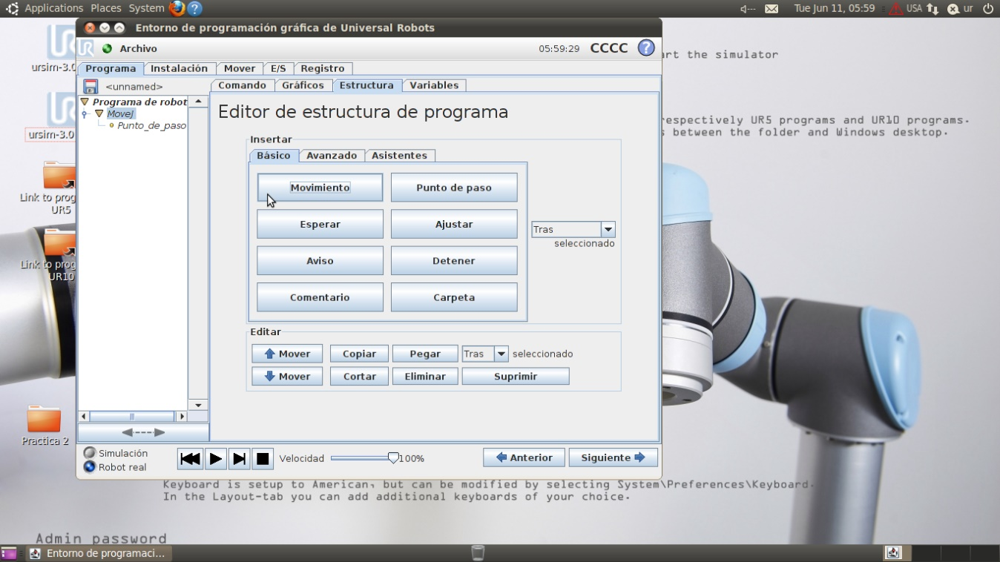 Applications Places System ?
Tue Jun 11, 05:59 USA ur
Entorno de programación gráfica de Universal Robots
UR Archivo 05:59:29 CCCC ?
Programa Instalación Mover E/S Registro
<unnamed>
Comando Gráficos Estructura Variables
Programa de robot
MoveJ
Punto_de_paso
Editor de estructura de programa
Insertar
Básico Avanzado Asistentes
Movimiento Punto de paso
Esperar Ajustar
Tras
seleccionado
Aviso Detener
Comentario Carpeta
Editar
Mover Copiar Pegar Tras seleccionado
Mover Cortar Eliminar Suprimir
Simulación
Robot real
Velocidad 100%
Anterior Siguiente
ursim-3.0
ursim-3.0
Link to prog
UR5
Link to prog
UR10
Practica 2
art the simulator
respectively UR5 programs and UR10 programs.
s between the folder and Windows desktop.
Keyboard is setup to American, but can be modified by selecting System\Preferences\Keyboard.
In the Layout-tab you can add additional keyboards of your choice.
Admin password
Entorno de programaci...